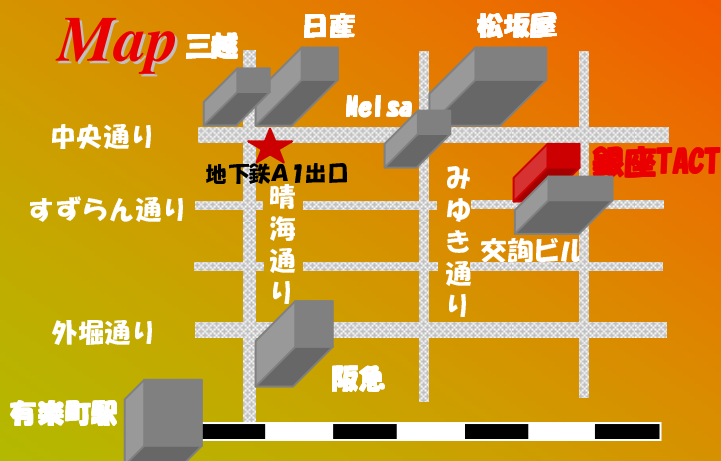 Map
三越
日産
松坂屋
Melsa
中央通り
地下鉄A1出口
銀座TACT
すずらん通り
晴海通り
みゆき通り
交詢ビル
外堀通り
阪急
有楽町駅